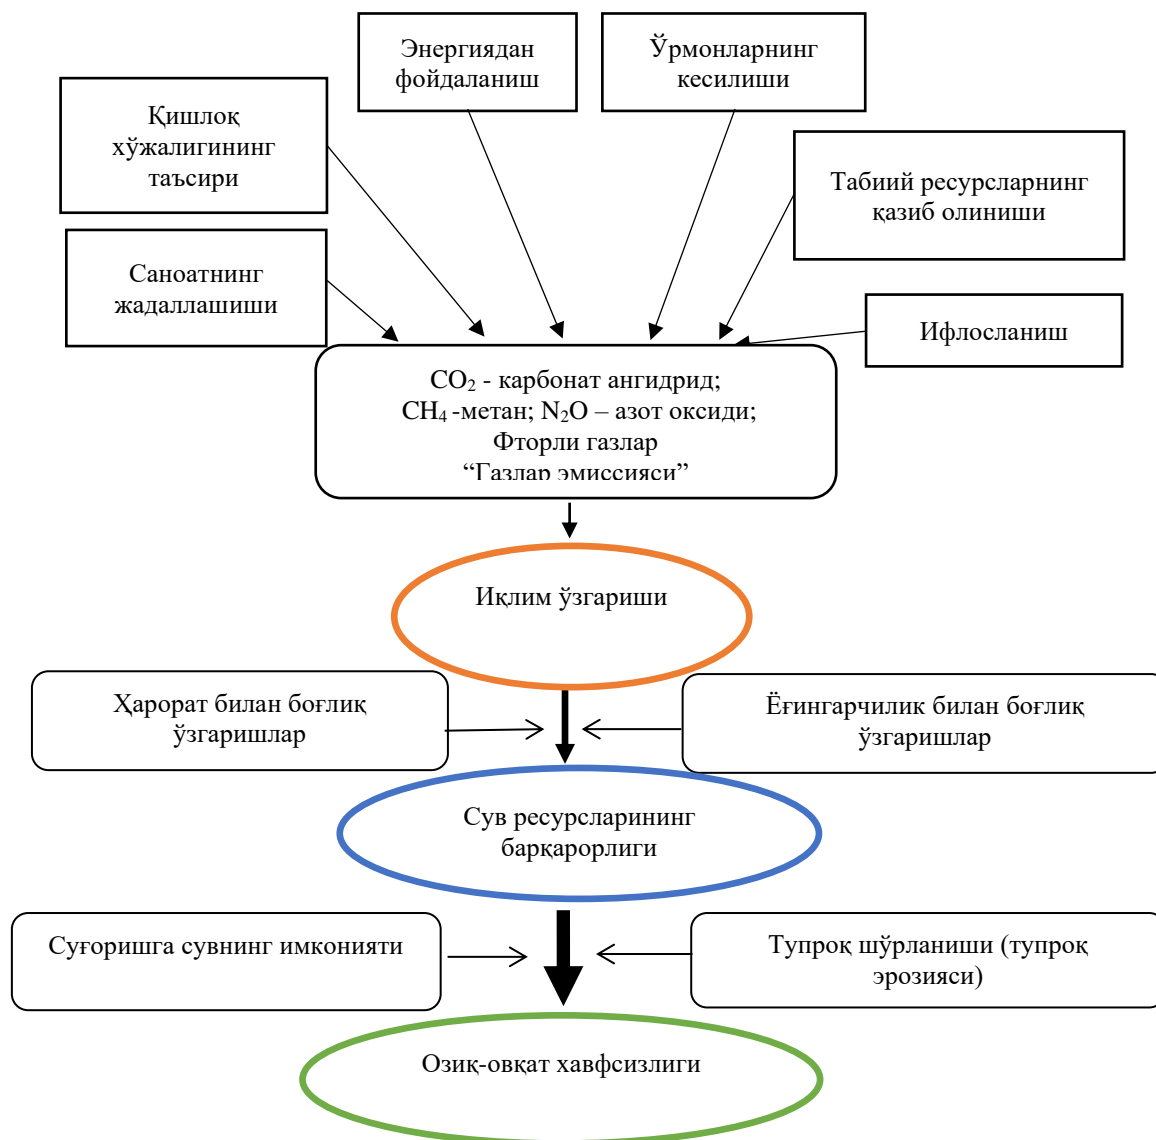 Энергиядан
фойдаланиш
Ўрмонларнинг
кесилиши
Қишлоқ
хўжалигининг
таъсири
Табиий ресурсларнинг
қазиб олиниши
Саноатнинг
жадаллашиши
Ифлосланиш
CO₂ - карбонат ангидрид;
CH₄ -метан; N₂O – азот оксиди;
Фторли газлар
“Газлар эмиссияси”
Иқлим ўзгариши
Ҳарорат билан боғлиқ
ўзгаришлар
Ёғингарчилик билан боғлиқ
ўзгаришлар
Сув ресурсларининг
барқарорлиги
Суғоришга сувнинг имконияти
Тупроқ шўрланиши (тупроқ
эрозияси)
Озиқ-овқат хавфсизлиги